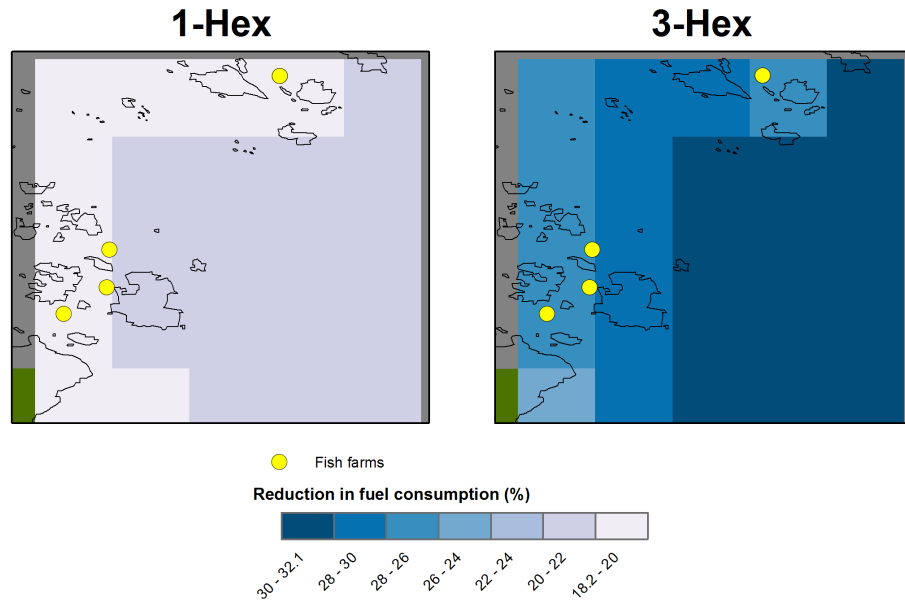 1-Hex
3-Hex
Fish farms
Reduction in fuel consumption (%)
30 - 32.1
28 - 30
28 - 26
26 - 24
22 - 24
20 - 22
18.2 - 20